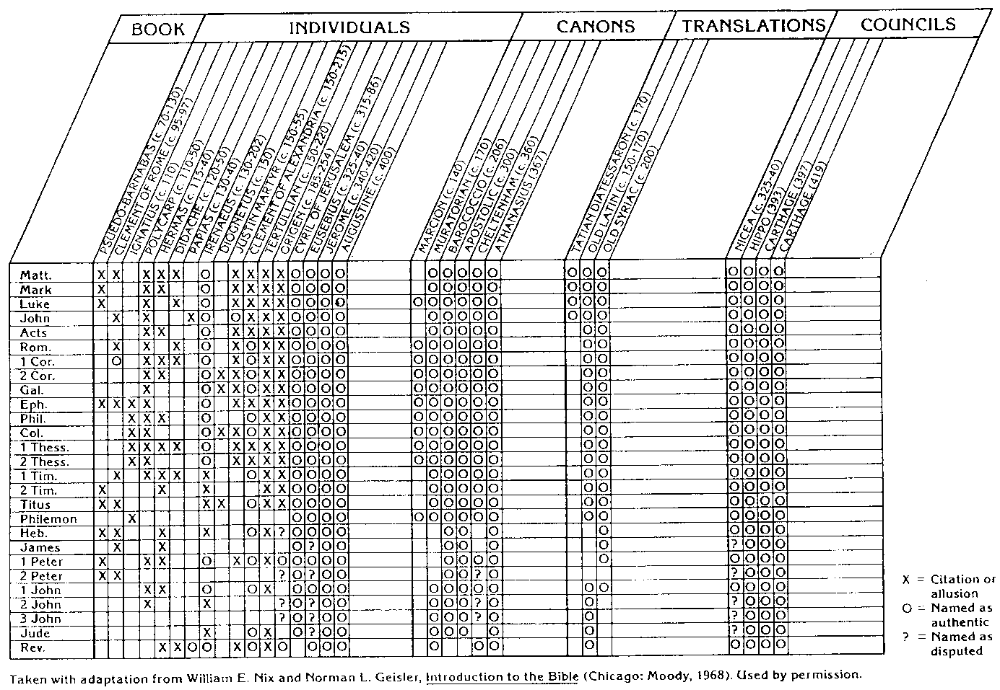 BOOK INDIVIDUALS CANONS TRANSLATIONS COUNCILS
PSUEDO-BARNABAS (c. 70-130)
CLEMENT OF ROME (c. 95-97)
IGNATIUS (c. 110)
POLYCARP (c. 110-50)
HERMAS (c. 115-40)
DIDACHE (c. 120-50)
PAPIAS (c. 130-40)
IRENAEUS (c. 130-202)
DIOGNETUS (c. 150)
JUSTIN MARTYR (c. 150-55)
CLEMENT OF ALEXANDRIA (c. 150-215)
TERTULLIAN (c. 150-220)
ORIGEN (c. 185-254)
CYRIL OF JERUSALEM (c. 315-86)
EUSEBIUS (c. 325-40)
JEROME (c. 340-420)
AUGUSTINE (c. 400)
MARCION (c. 140)
MURATORIAN (c. 170)
BAROCOCCIO (c. 206)
APOSTOLIC (c. 300)
CHELTENHAM (c. 360)
ATHANASIUS (367)
TATIAN DIATESSARON (c. 170)
OLD LATIN (c. 150-170)
OLD SYRIAC (c. 200)
NICEA (c. 325-40)
HIPPO (393)
CARTHAGE (397)
CARTHAGE (419)
Matt. X X X X X O X X X X O O O O O O O O O O O O O O O O
Mark X X X O X X X X O O O O O O O O O O O O O O O O
Luke X X X O X X X X O O O O O O O O O O O O O O O O O
John X X X O O X X X O O O O O O O O O O O O O O O O
Acts X X O X X X X O O O O O O O O O O O O O O O
Rom. X X X O X O X X O O O O O O O O O O O O O O O O
1 Cor. O X X X O X O X X O O O O O O O O O O O O O O O O
2 Cor. X X O X X O X X O O O O O O O O O O O O O O O O
Gal. X O X X X X X O O O O O O O O O O O O O O O O
Eph. X X X X O X X X X O O O O O O O O O O O O O O O O
Phil. X X X O O X X O O O O O O O O O O O O O O O O
Col. X X O X X O X X O O O O O O O O O O O O O O O O
1 Thess. X X X X O X X X X O O O O O O O O O O O O O O O O
2 Thess. X X O X X X X O O O O O O O O O O O O O O O O
1 Tim. X X X X X O X X O O O O O O O O O O O O O O O
2 Tim. X X X X X O O O O O O O O O O O O O O O
Titus X X X X O X X O O O O O O O O O O O O O O O
Philemon X O O O O O O O O O O O O O O O O
Heb. X X X X O X ? O O O O O O O O O O O O
James X X O ? O O O O O O ? O O O
1 Peter X X X O X O X O O O O O O O O O O O O O O
2 Peter X X ? O ? O O O O ? O ? O O O
1 John X X O O X O O O O O O O O O O O O O O O
2 John X X ? O ? O O O O O ? O O ? O O O
3 John ? O ? O O O O O ? O O ? O O O
Jude X O X O ? O O O O O O O ? O O O
Rev. X X O O X O X O O O O O O O O O O O O
X = Citation or
allusion
O = Named as
authentic
? = Named as
disputed
Taken with adaptation from William E. Nix and Norman L. Geisler, Introduction to the Bible (Chicago: Moody, 1968). Used by permission.